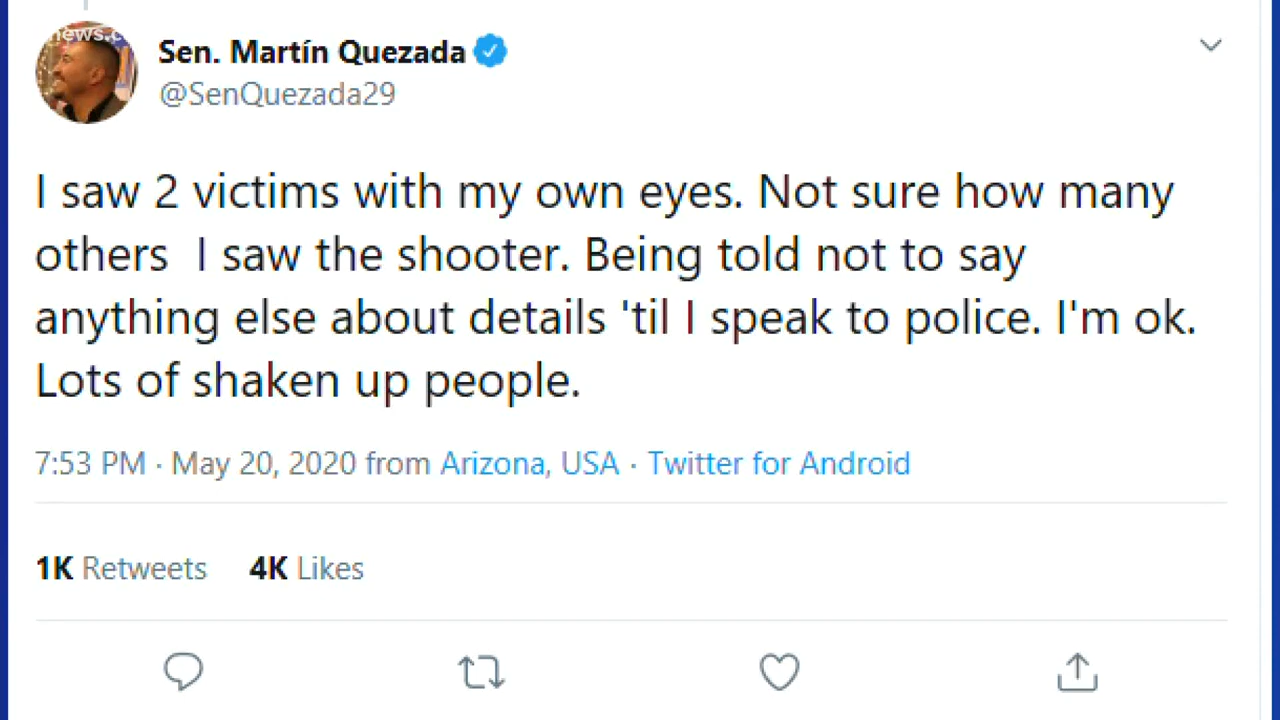 news.c
Sen. Martín Quezada
@SenQuezada29
I saw 2 victims with my own eyes. Not sure how many
others  I saw the shooter. Being told not to say
anything else about details 'til I speak to police. I'm ok.
Lots of shaken up people.
7:53 PM · May 20, 2020 from Arizona, USA · Twitter for Android
1K Retweets 4K Likes